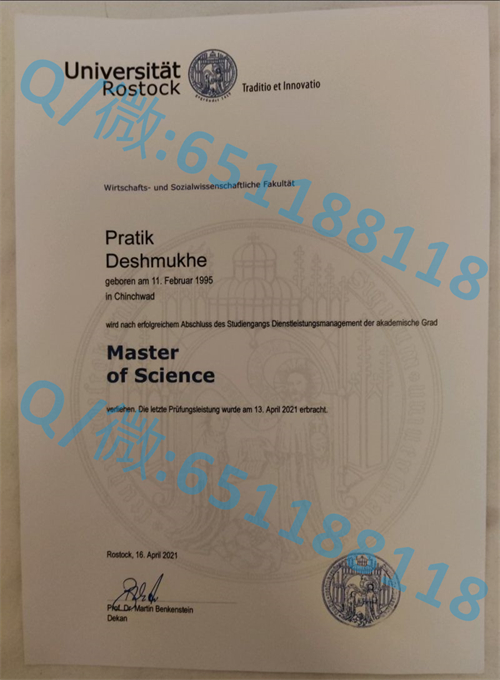 Universität
Rostock
Traditio et Innovatio
Wirtschafts- und Sozialwissenschaftliche Fakultät
Pratik
Deshmukhe
geboren am 11. Februar 1995
in Chinchwad
wird nach erfolgreichem Abschluss des Studiengangs Dienstleistungsmanagement der akademische Grad
Master
of Science
verliehen. Die letzte Prüfungsleistung wurde am 13. April 2021 erbracht.
Rostock, 16. April 2021
Prof. Dr. Martin Benkenstein
Dekan
Q/微:651188118
Q/微:651188118